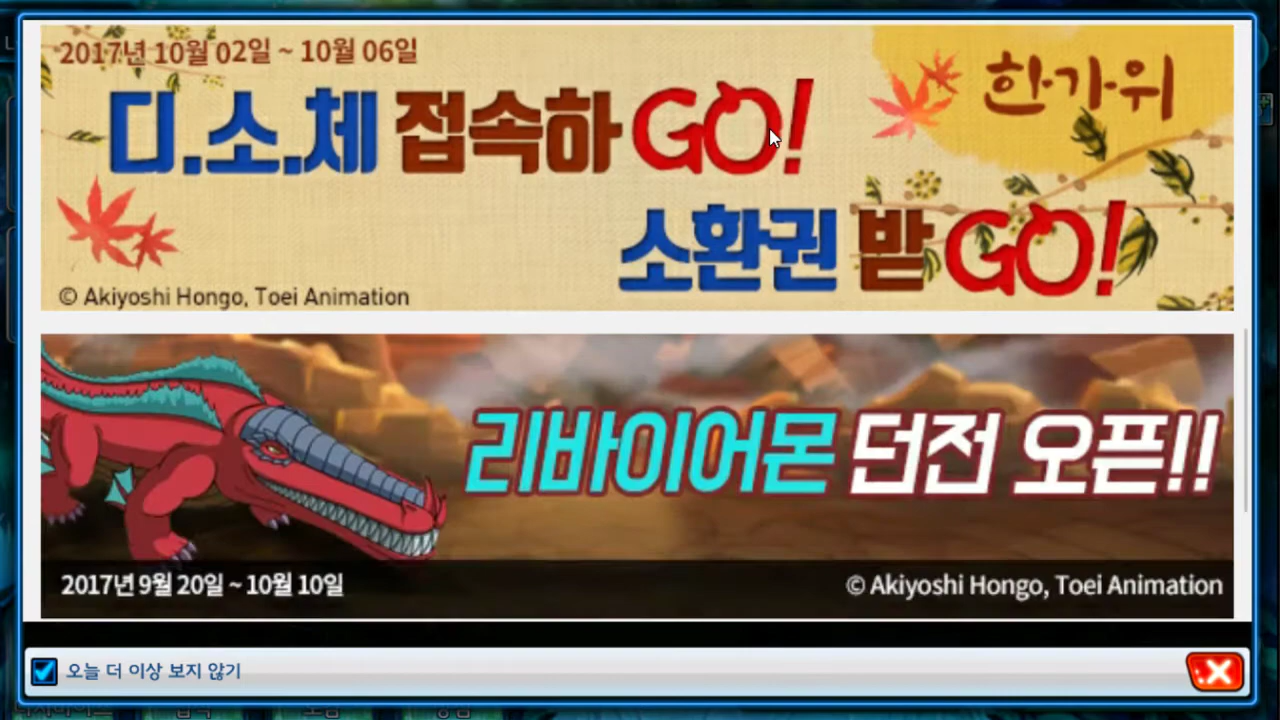 2017년 10월 02일 ~ 10월 06일
한가위
디.소.체 접속하GO!
소환권 받GO!
© Akiyoshi Hongo, Toei Animation
리바이어몬 던전 오픈!!
2017년 9월 20일 ~ 10월 10일
© Akiyoshi Hongo, Toei Animation
오늘 더 이상 보지 않기